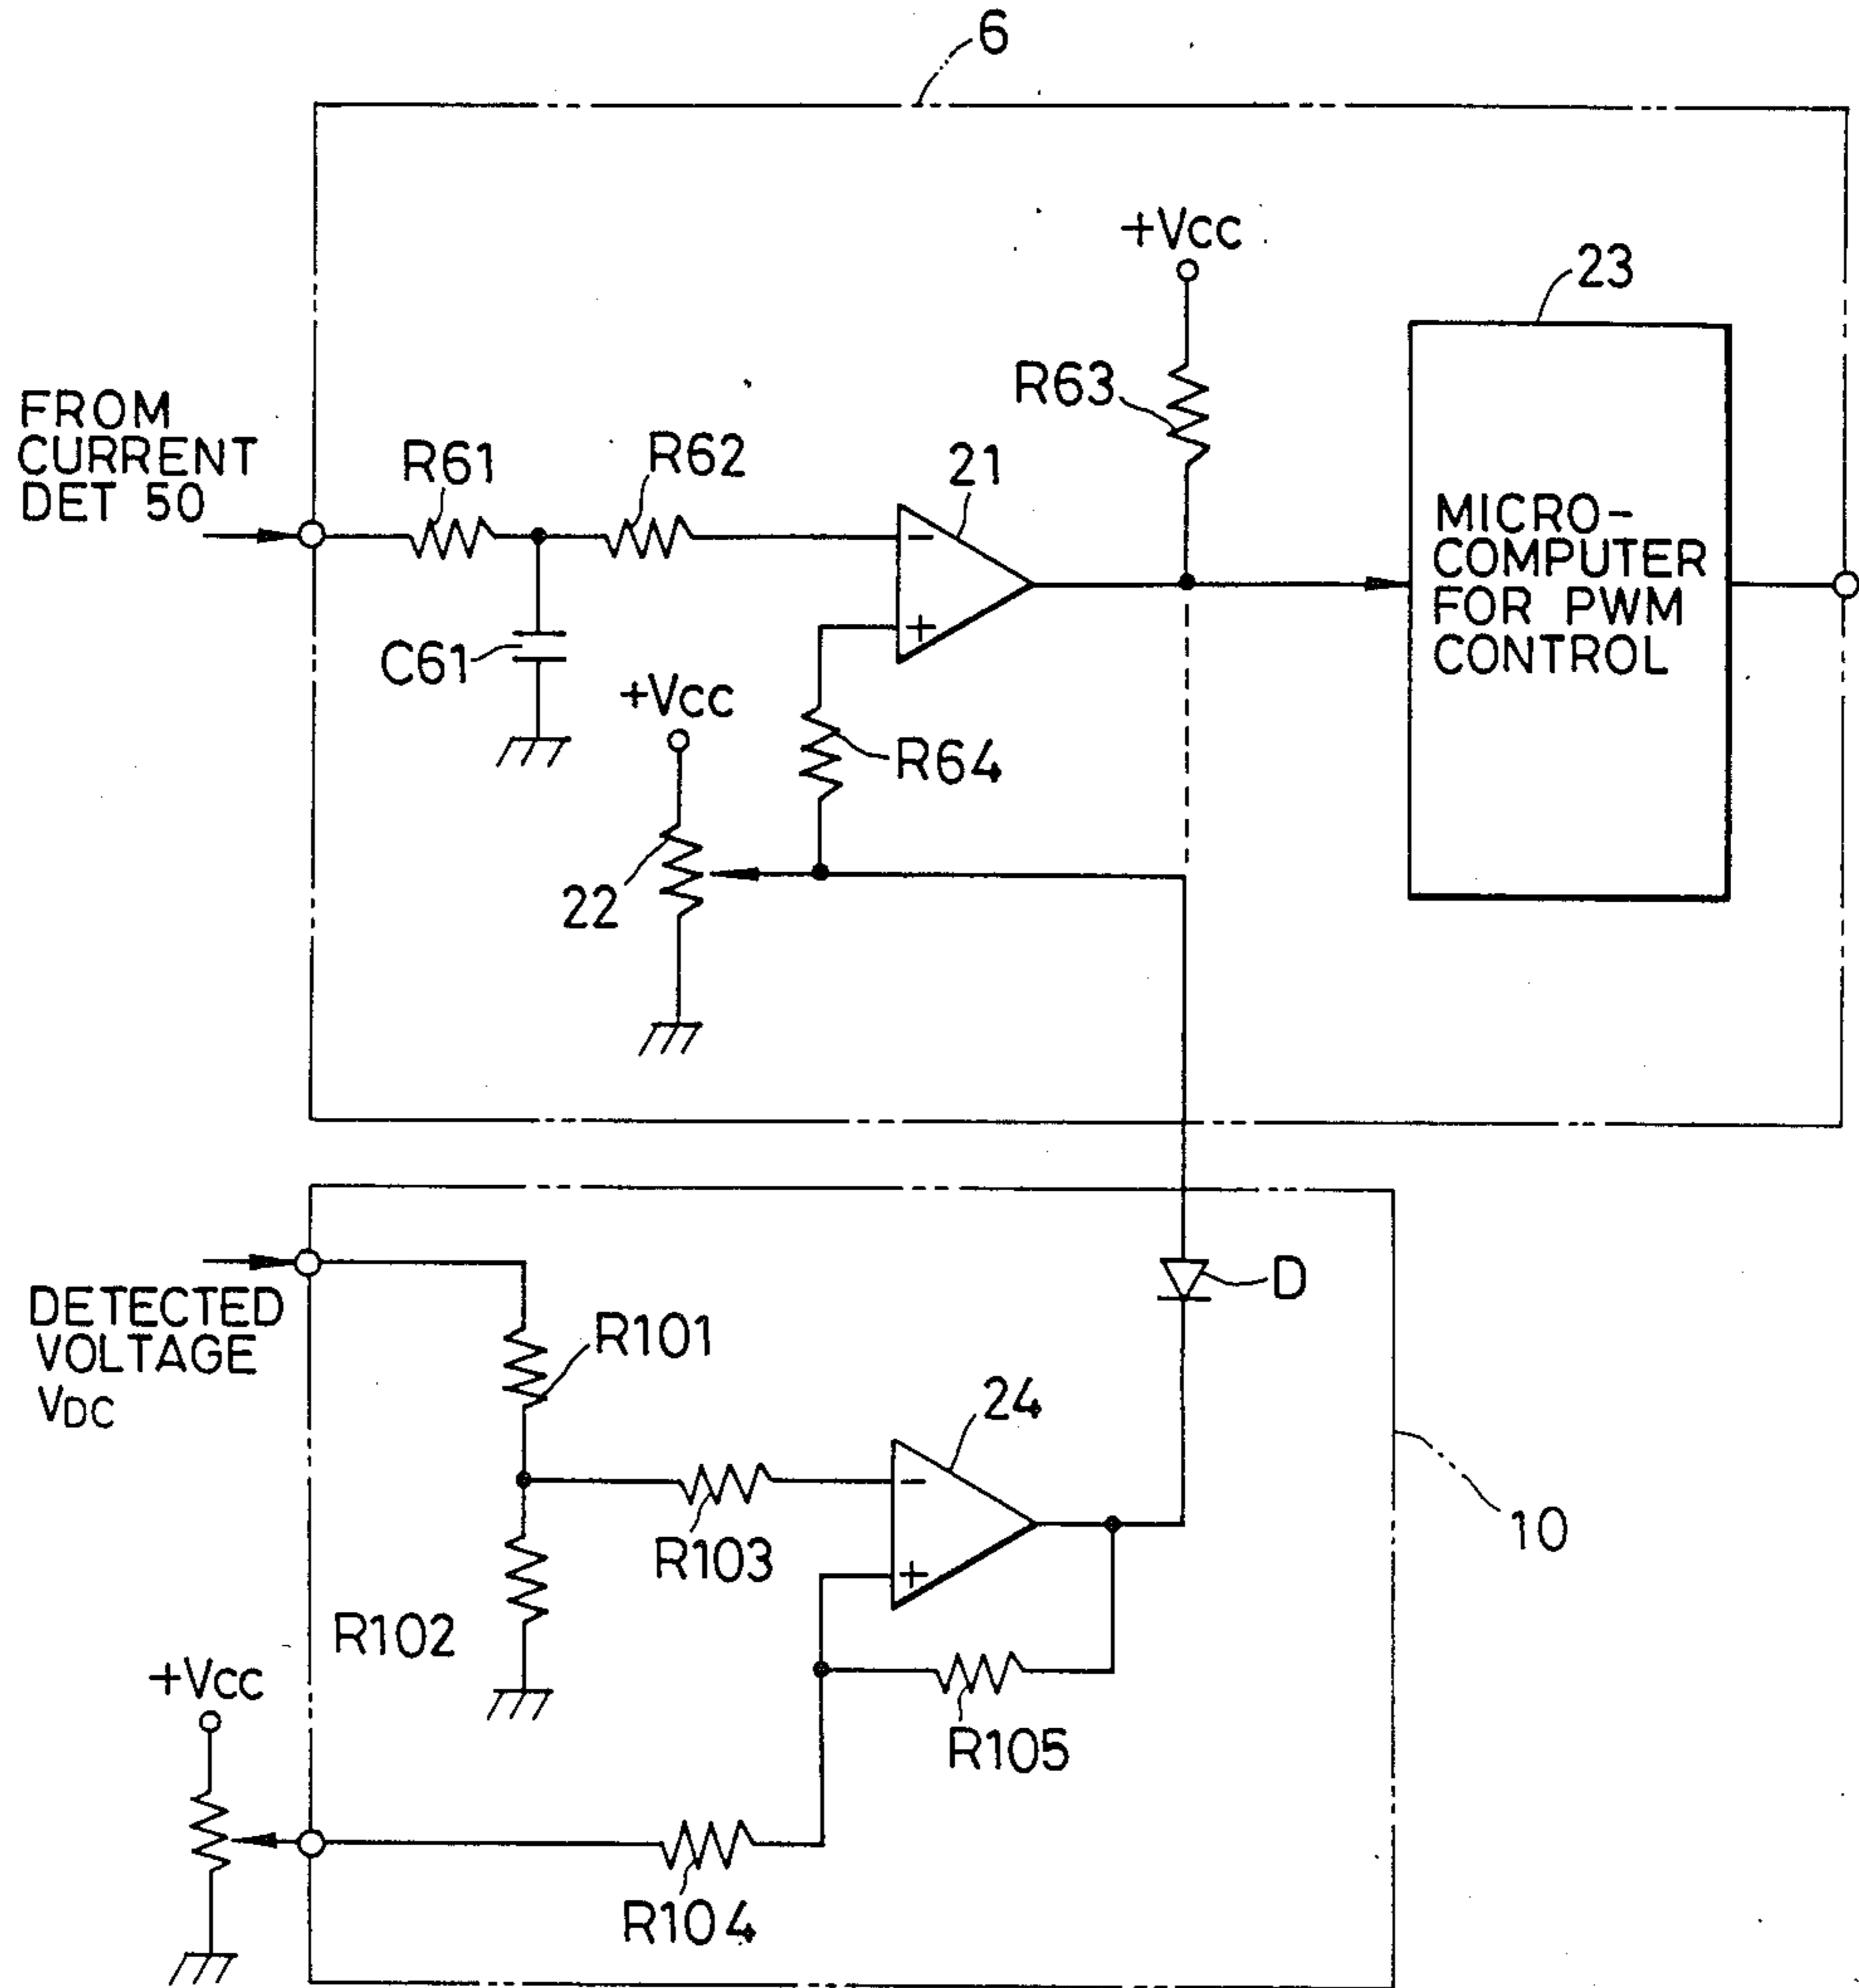 6
+Vcc
23
FROM
CURRENT
DET 50
R61
R62
21
R63
MICRO-
COMPUTER
FOR PWM
CONTROL
−
+
C61
+Vcc
R64
22
D
DETECTED
VOLTAGE
VDC
R101
24
−
R103
+
10
R102
+Vcc
R105
R104